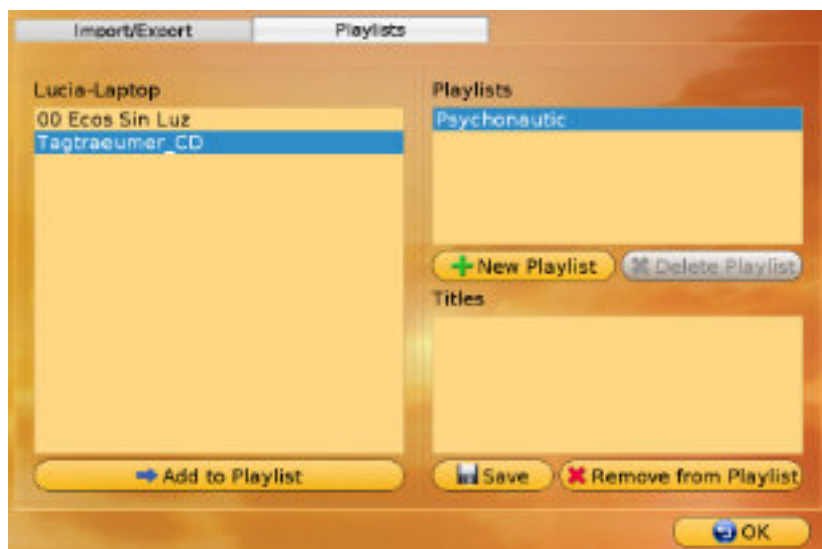 Import/Export
Playlists
Lucia-Laptop
00 Ecos Sin Luz
Tagtraeumer_CD
Add to Playlist
Playlists
Psychonautic
New Playlist
Delete Playlist
Titles
Save
Remove from Playlist
OK